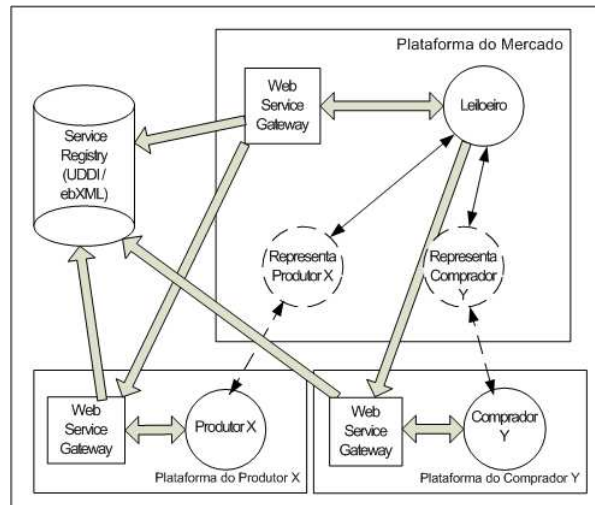 Plataforma do Mercado
Web
Service
Gateway
Leiloeiro
Service
Registry
(UDDI /
ebXML)
Representa
Produtor X
Representa
Comprador
Y
Web
Service
Gateway
Produtor X
Plataforma do Produtor X
Web
Service
Gateway
Comprador
Y
Plataforma do Comprador Y